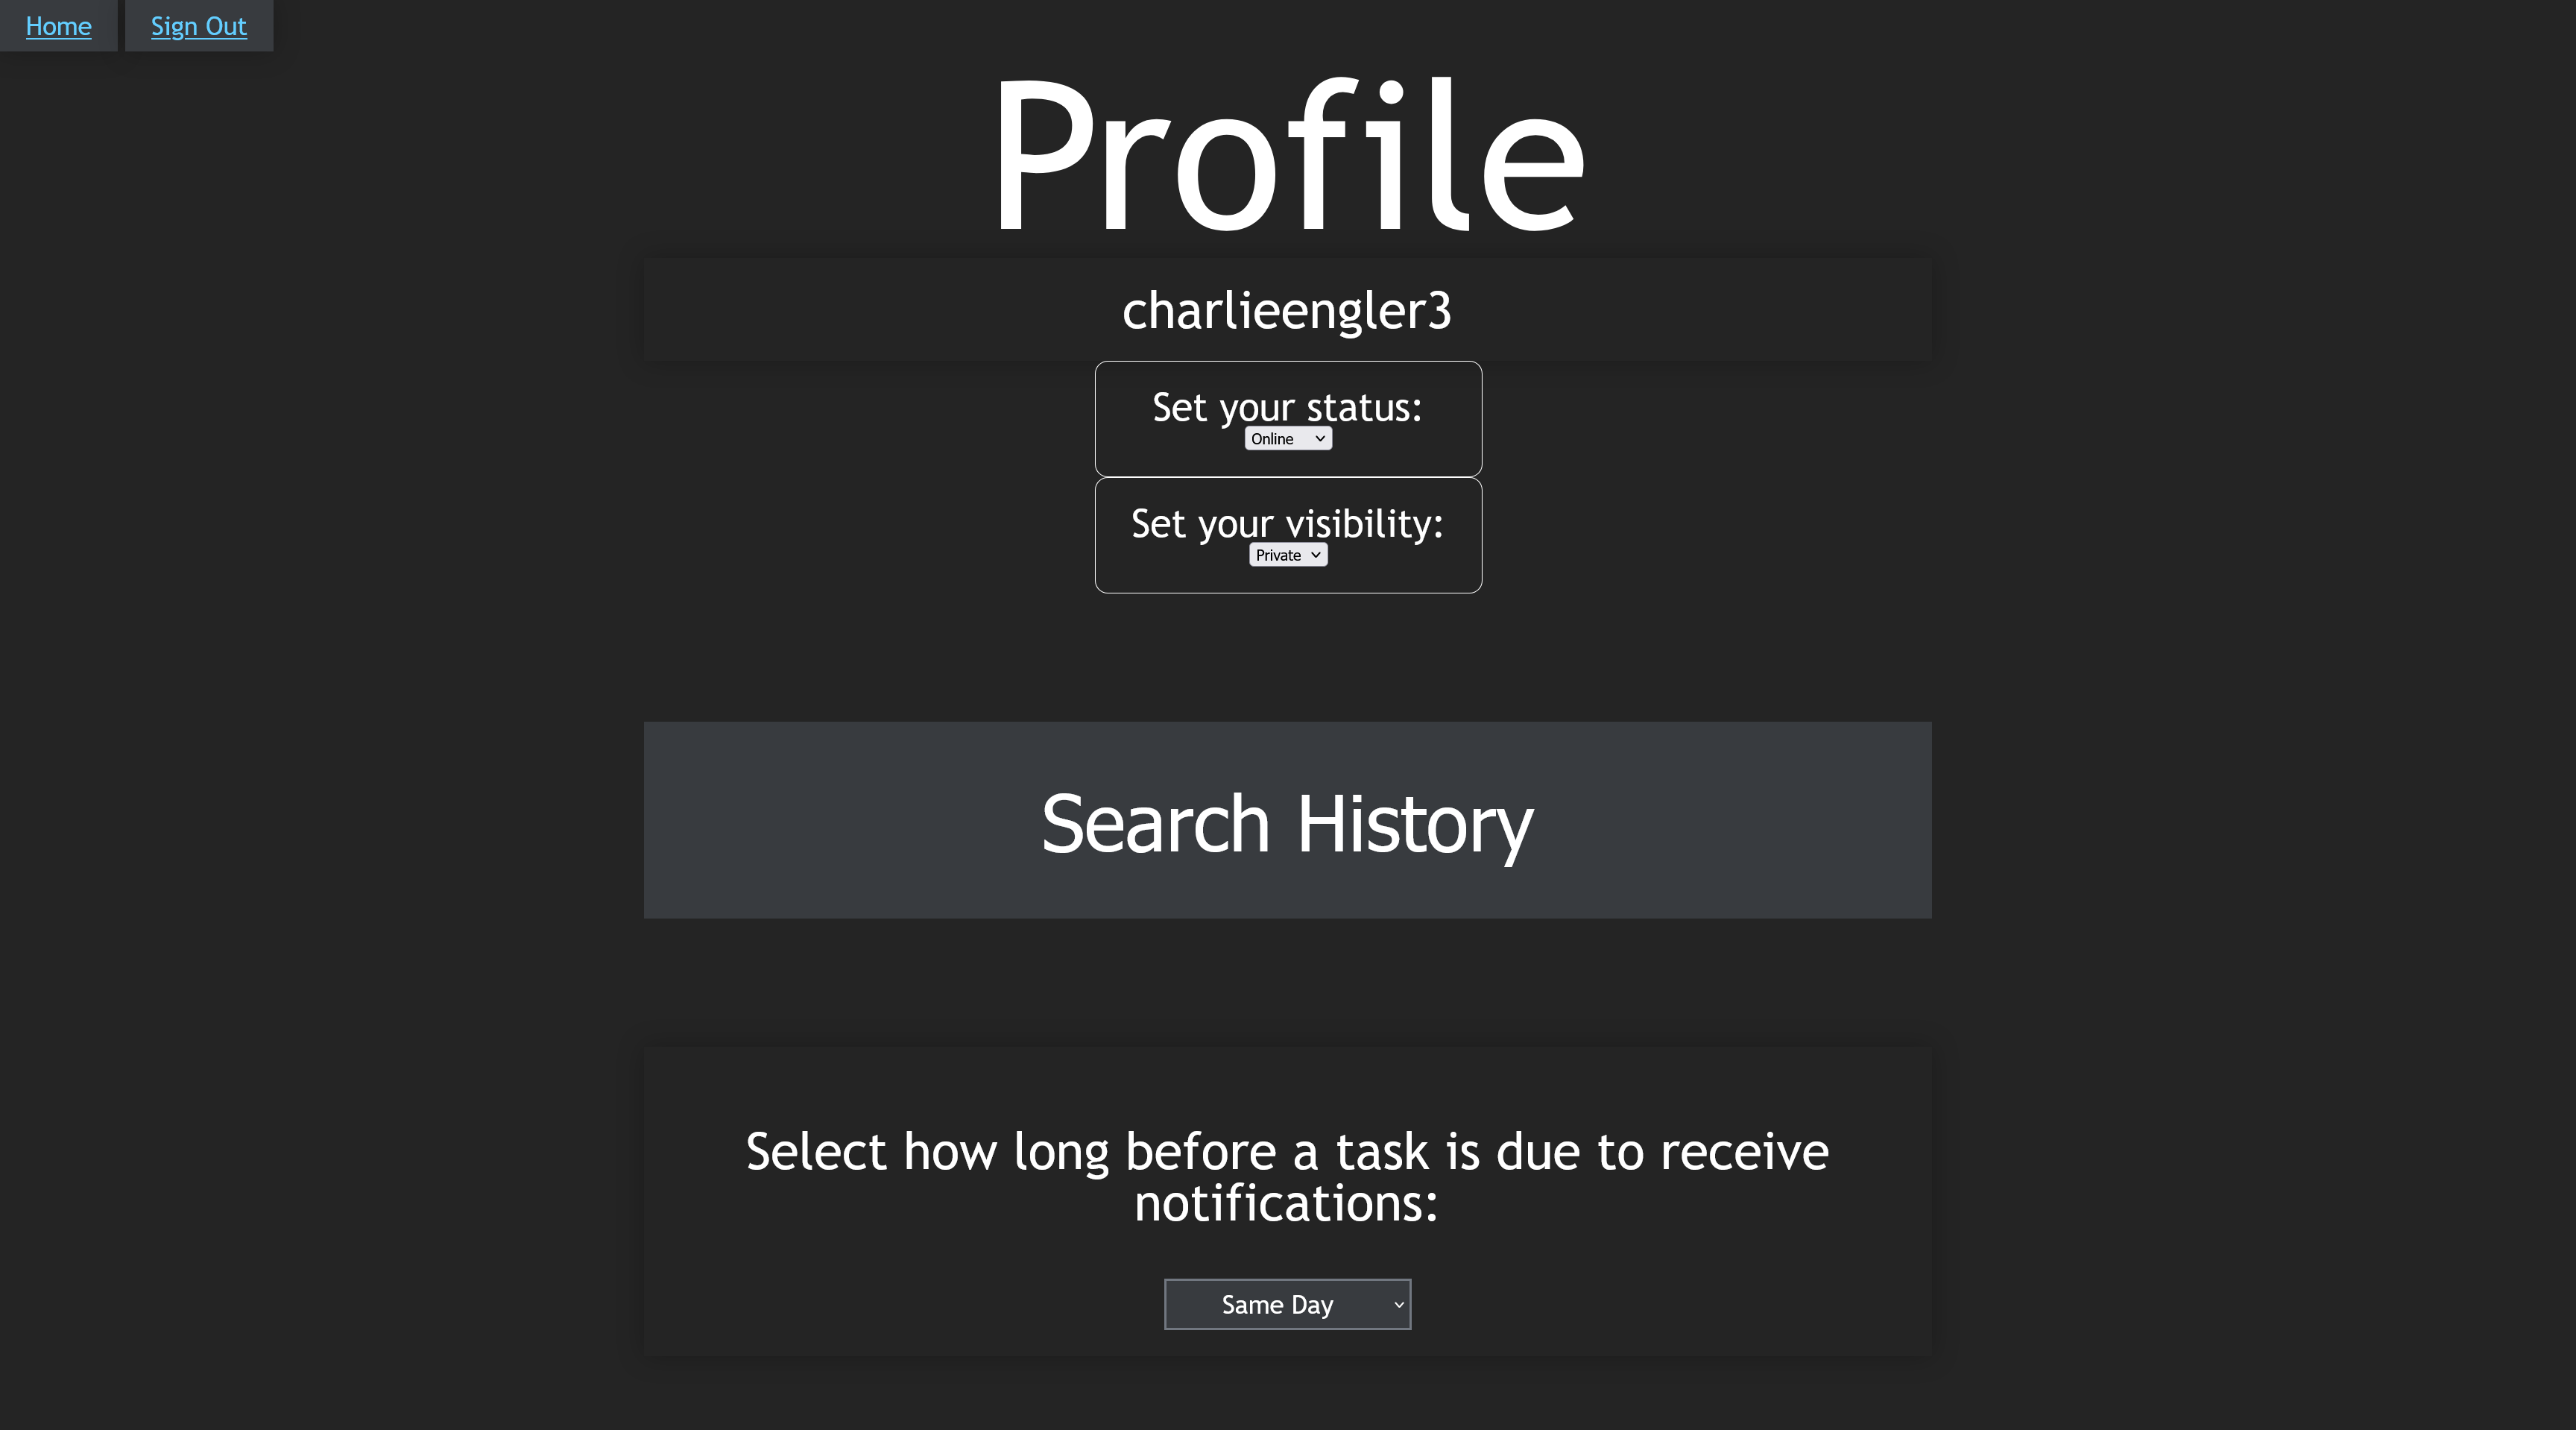 Home Sign Out
Profile
charlieengler3
Set your status:
Online
Set your visibility:
Private
Search History
Select how long before a task is due to receive
notifications:
Same Day